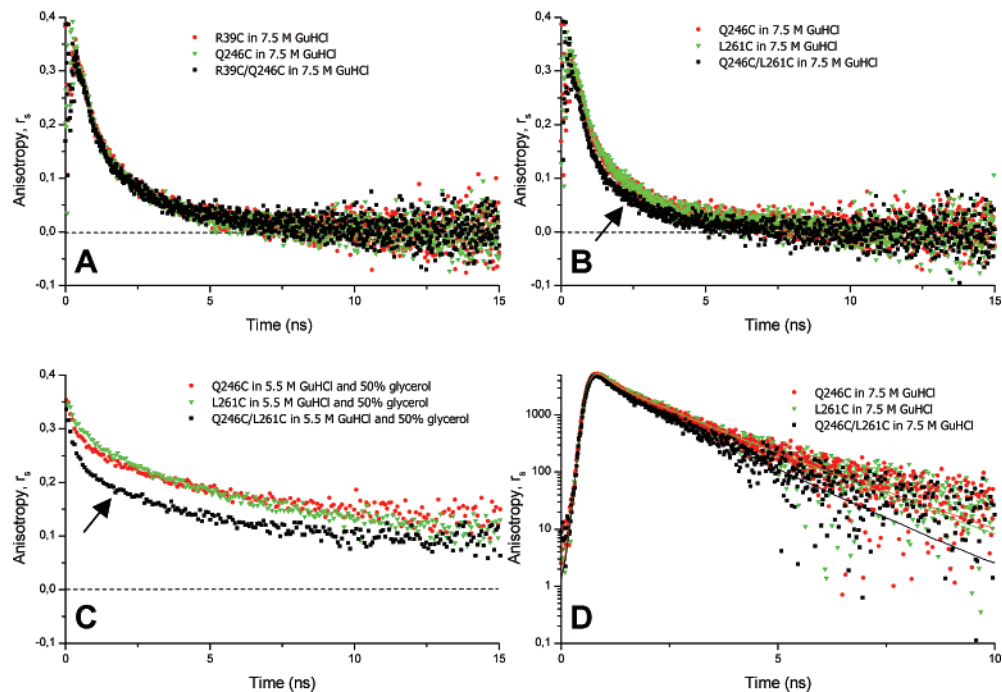 R39C in 7.5 M GuHCl
Q246C in 7.5 M GuHCl
R39C/Q246C in 7.5 M GuHCl
0,4
0,3
0,2
0,1
0,0
-0,1
Anisotropy, rs
A
0
5
10
15
Time (ns)
Q246C in 7.5 M GuHCl
L261C in 7.5 M GuHCl
Q246C/L261C in 7.5 M GuHCl
0,4
0,3
0,2
0,1
0,0
-0,1
Anisotropy, rs
B
0
5
10
15
Time (ns)
Q246C in 5.5 M GuHCl and 50% glycerol
L261C in 5.5 M GuHCl and 50% glycerol
Q246C/L261C in 5.5 M GuHCl and 50% glycerol
0,4
0,3
0,2
0,1
0,0
-0,1
Anisotropy, rs
C
0
5
10
15
Time (ns)
Q246C in 7.5 M GuHCl
L261C in 7.5 M GuHCl
Q246C/L261C in 7.5 M GuHCl
1000
100
10
1
0,1
Anisotropy, rs
D
0
5
10
Time (ns)